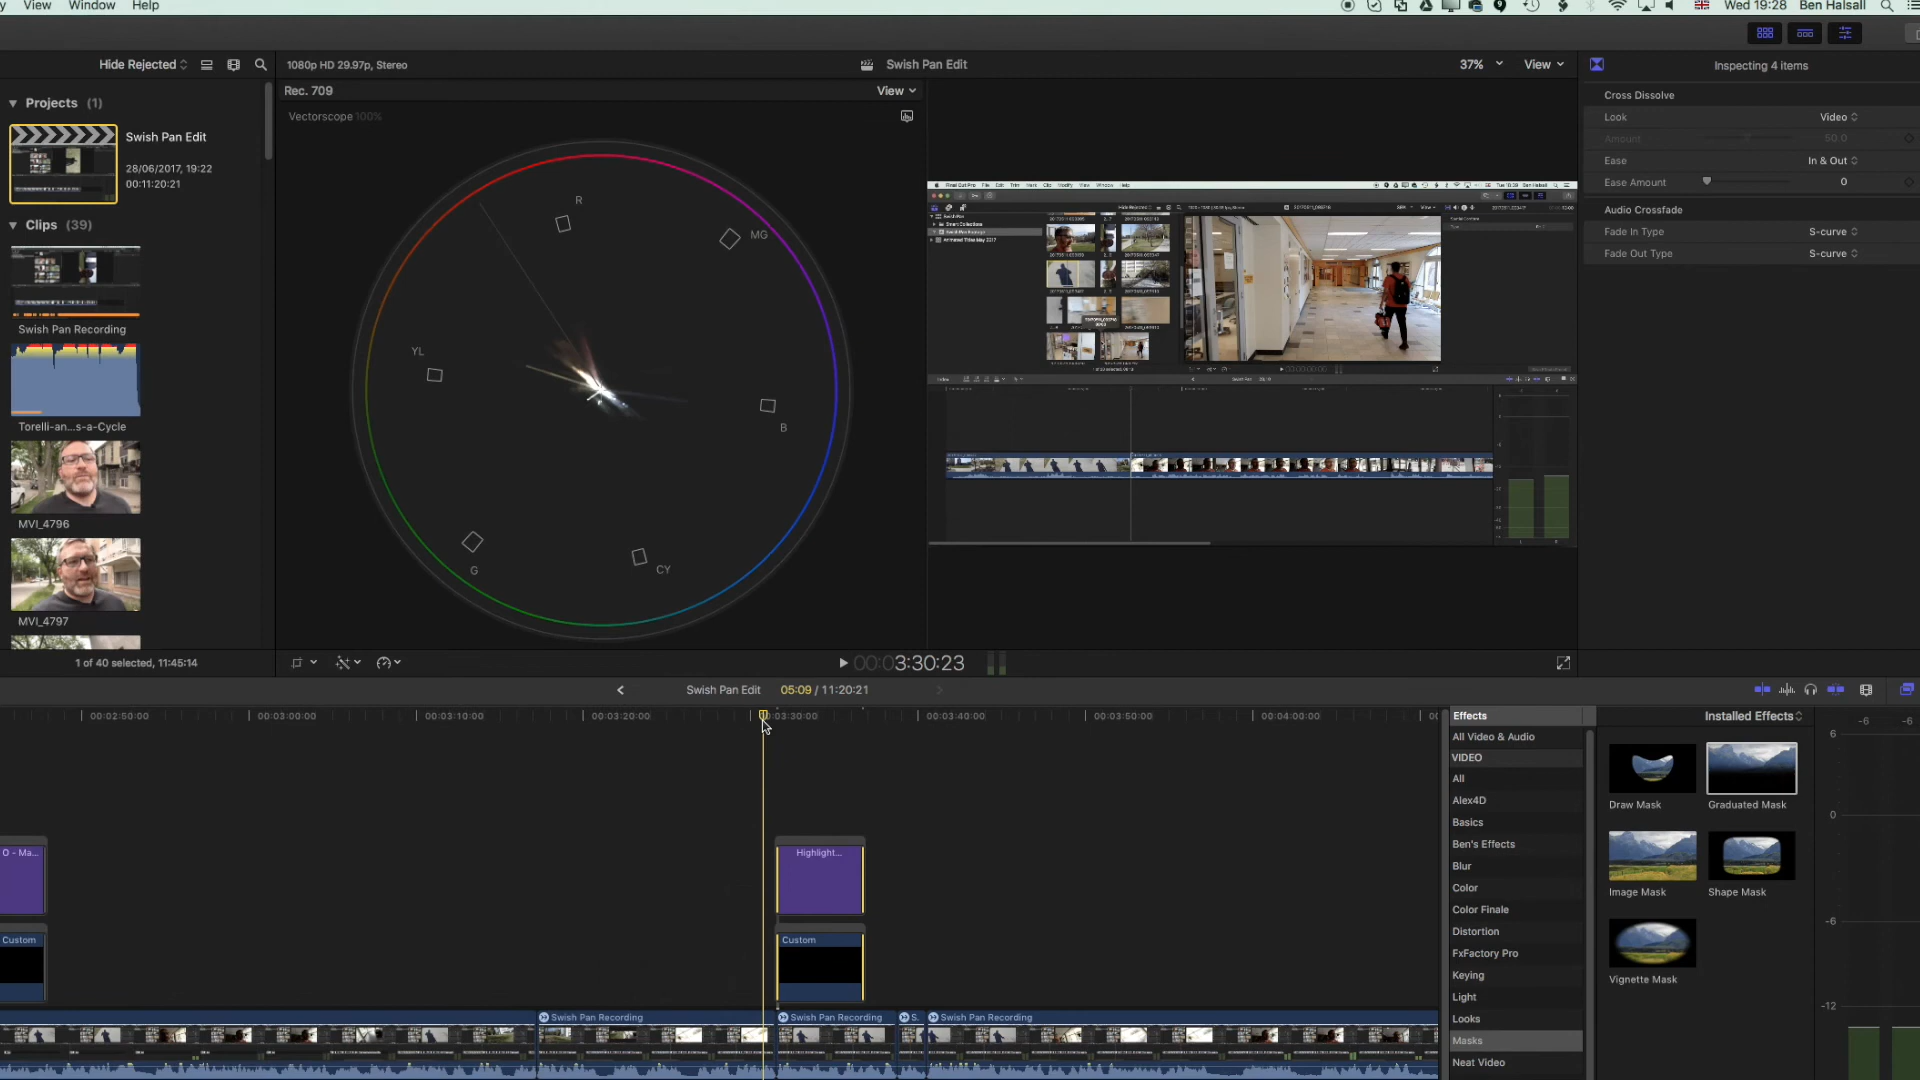 View Window Help
Wed 19:28 Ben Halsall
Hide Rejected
1080p HD 29.97p, Stereo
Swish Pan Edit
37% View
Inspecting 4 items
Projects (1)
Swish Pan Edit
28/06/2017, 19:22
00:11:20:21
Clips (39)
Swish Pan Recording
Torelli-an...s-a-Cycle
MVI_4796
MVI_4797
1 of 40 selected, 11:45:14
Rec. 709
View
Vectorscope 100%
R
MG
YL
B
G
CY
Cross Dissolve
Look Video
Amount 50.0
Ease In & Out
Ease Amount 0
Audio Crossfade
Fade In Type S-curve
Fade Out Type S-curve
00:03:30:23
Swish Pan Edit 05:09 / 11:20:21
00:02:50:00 00:03:00:00 00:03:10:00 00:03:20:00 00:03:30:00 00:03:40:00 00:03:50:00 00:04:00:00
O - Ma...
Highlight...
Custom
Custom
Swish Pan Recording
Swish Pan Recording
S.
Swish Pan Recording
Effects
All Video & Audio
VIDEO
All
Alex4D
Basics
Ben's Effects
Blur
Color
Color Finale
Distortion
FxFactory Pro
Keying
Light
Looks
Masks
Neat Video
Installed Effects
Draw Mask
Graduated Mask
Image Mask
Shape Mask
Vignette Mask
-6 -6
6
0
-6
-12